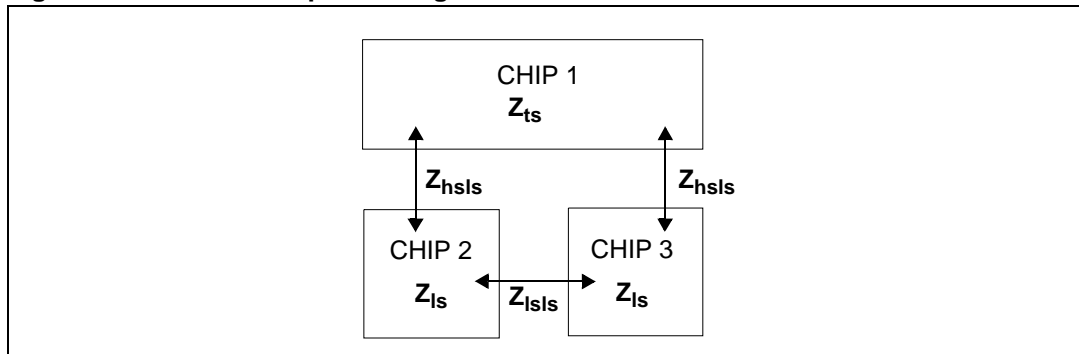 CHIP 1
Zts
Zhsls Zhsls
CHIP 2 CHIP 3
Zls Zlsls Zls